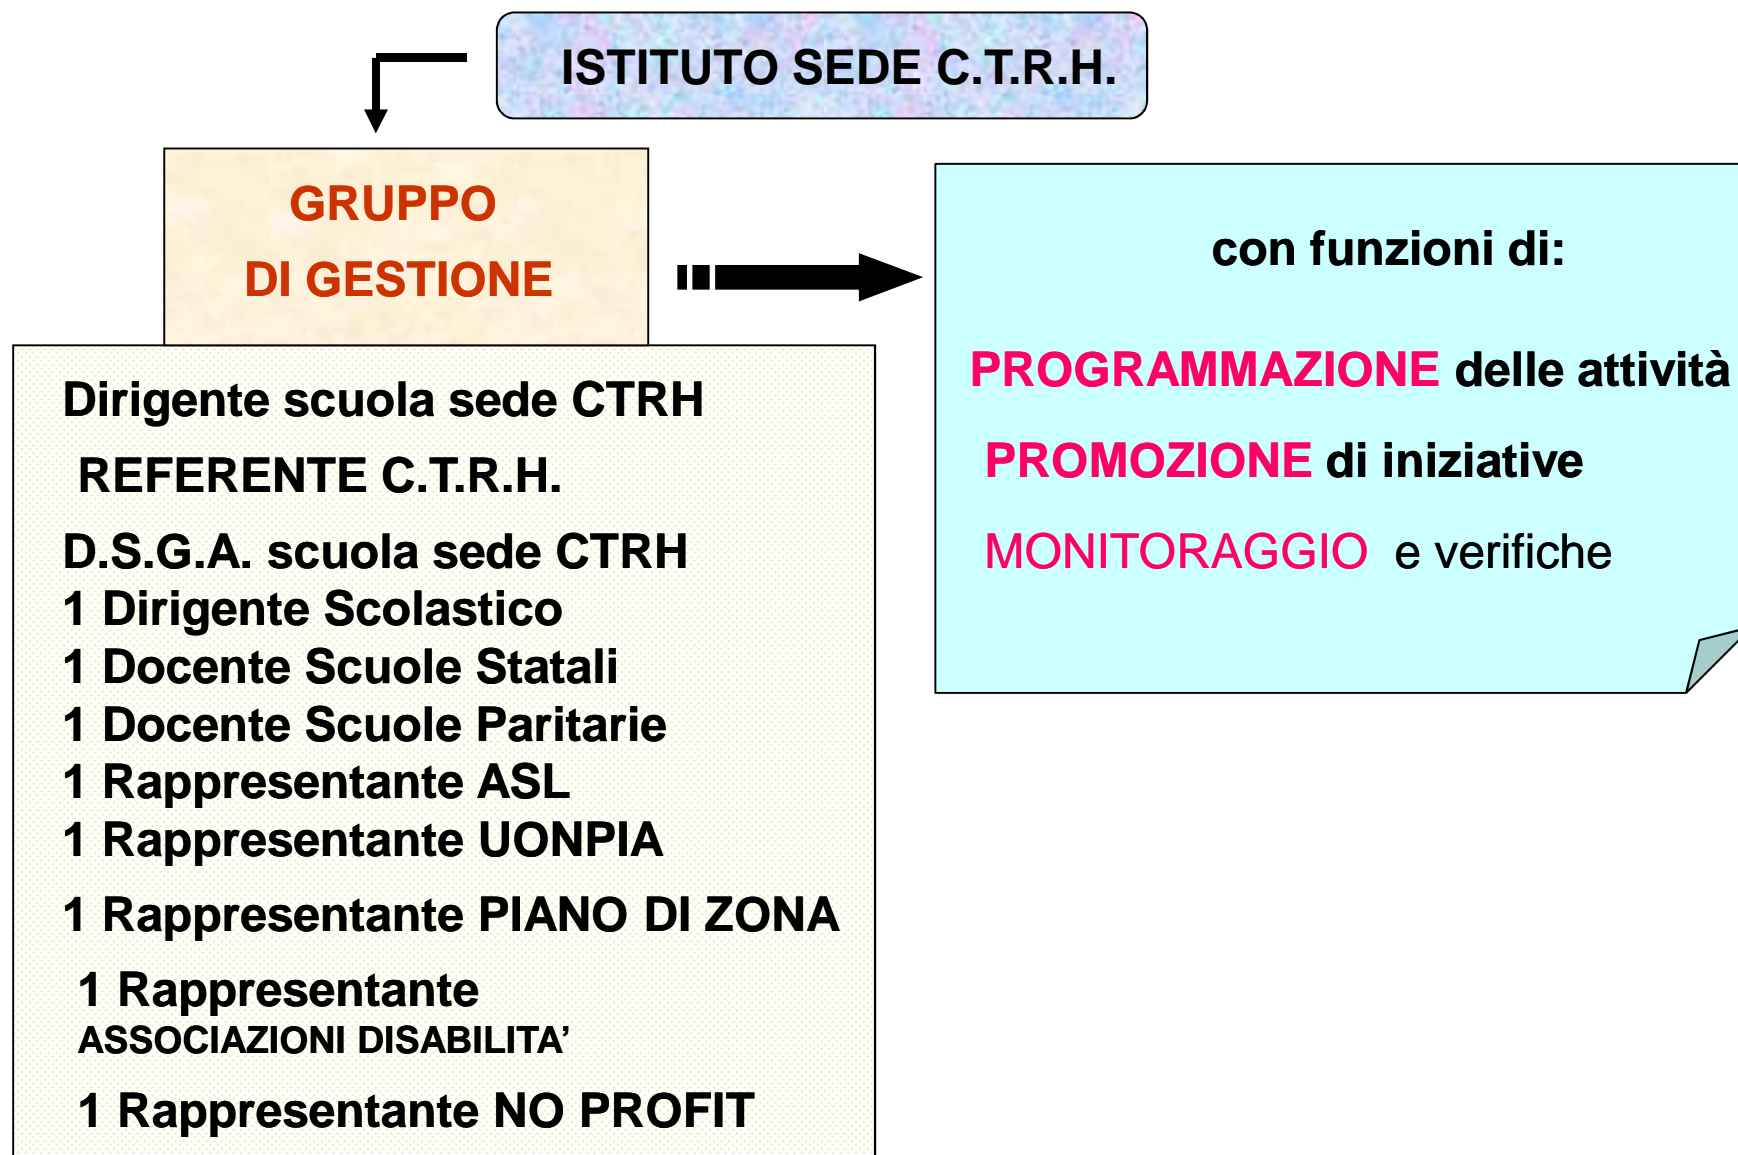 ISTITUTO SEDE C.T.R.H.
GRUPPO
DI GESTIONE
Dirigente scuola sede CTRH
REFERENTE C.T.R.H.
D.S.G.A. scuola sede CTRH
1 Dirigente Scolastico
1 Docente Scuole Statali
1 Docente Scuole Paritarie
1 Rappresentante ASL
1 Rappresentante UONPIA
1 Rappresentante PIANO DI ZONA
1 Rappresentante
ASSOCIAZIONI DISABILITA’
1 Rappresentante NO PROFIT
con funzioni di:
PROGRAMMAZIONE delle attività
PROMOZIONE di iniziative
MONITORAGGIO e verifiche